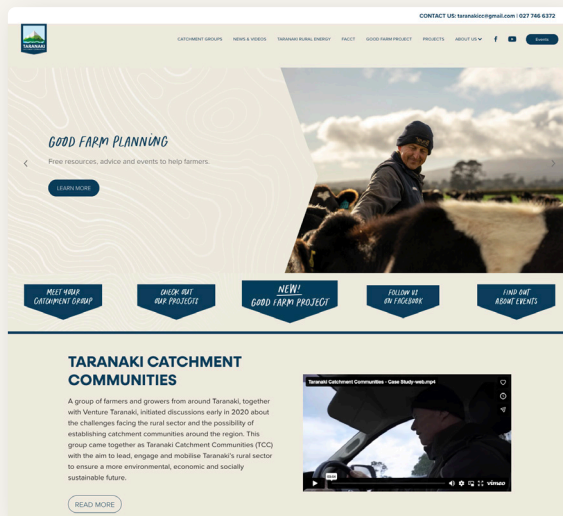 CONTACT US: taranakizcc@gmail.com | 027 746 6372
TARANAKI
CATCHMENT GROUPS NEWS & VIDEOS TARANAKI RURAL ENERGY FACCT GOOD FARM PROJECT PROJECTS ABOUT US Events
GOOD FARM PLANNING
Free resources, advice and events to help farmers.
LEARN MORE
MEET YOUR
CATCHMENT GROUP
CHECK OUT
OUR PROJECTS
NEW!
GOOD FARM PROJECT
FOLLOW US
ON FACEBOOK
FIND OUT
ABOUT EVENTS
TARANAKI CATCHMENT
COMMUNITIES
A group of farmers and growers from around Taranaki, together
with Venture Taranaki, initiated discussions early in 2020 about
the challenges facing the rural sector and the possibility of
establishing catchment communities around the region. This
group came together as Taranaki Catchment Communities (TCC)
with the aim to lead, engage and mobilise Taranaki's rural sector
to ensure a more environmental, economic and socially
sustainable future.
READ MORE
Taranaki Catchment Communities - Case Study-web.mp4
vimeo